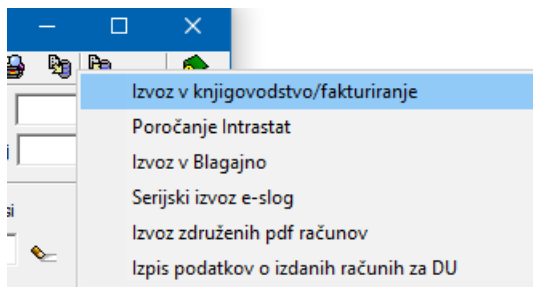 Izvoz v knjigovodstvo/fakturiranje
Poročanje Intrastat
Izvoz v Blagajno
Serijski izvoz e-slog
Izvoz združenih pdf računov
Izpis podatkov o izdanih računih za DU